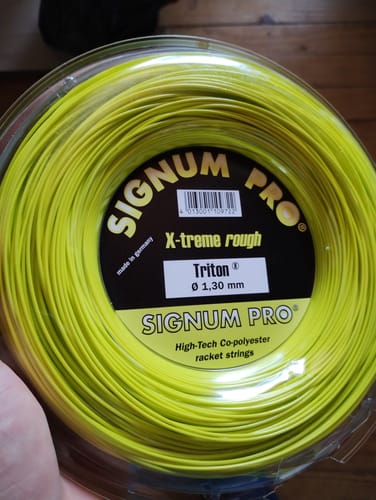 SIGNUM PRO®
4 013001 109722
X-treme rough
made in germany
Triton®
Ø 1,30 mm
SIGNUM PRO®
High-Tech Co-polyester
racket strings